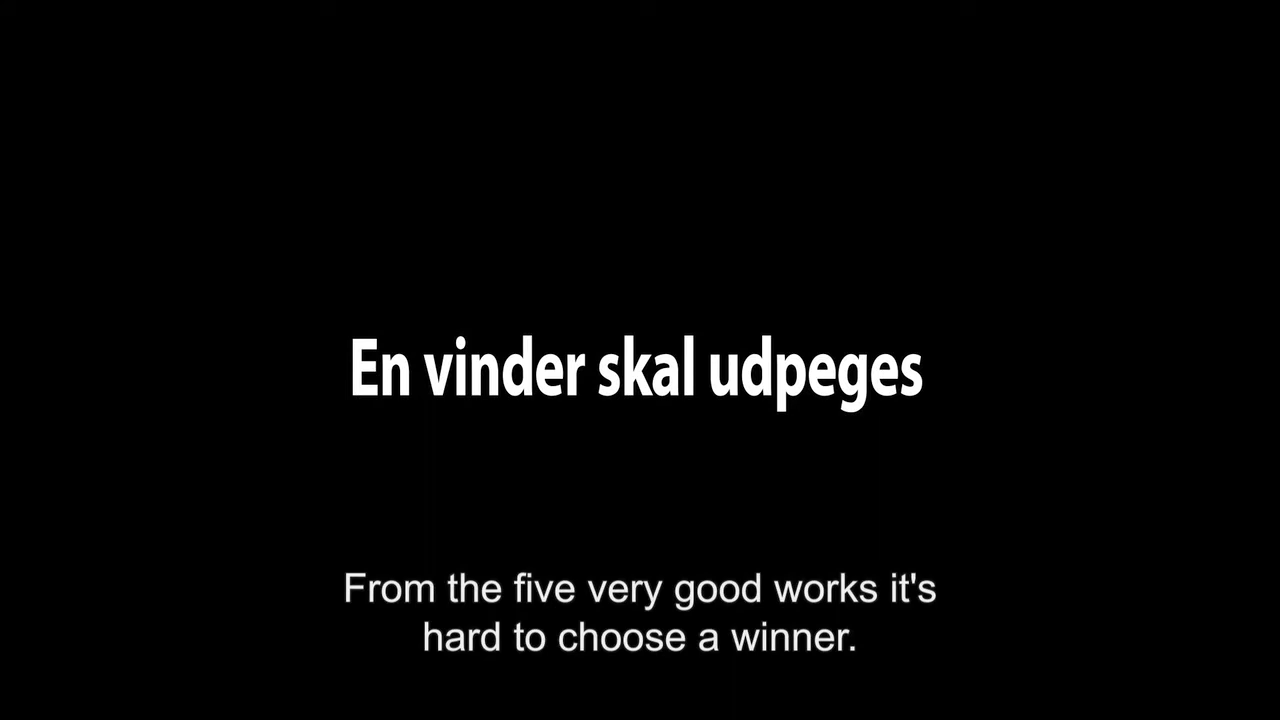 En vinder skal udpeges
From the five very good works it's
hard to choose a winner.